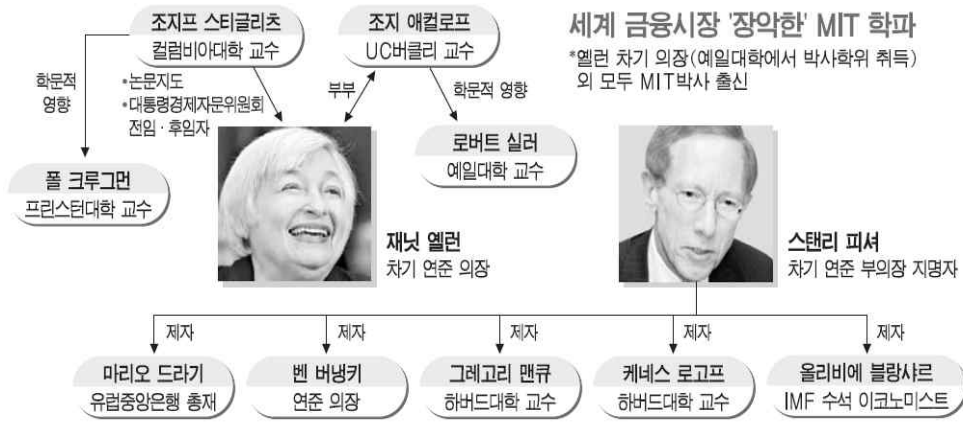 세계 금융시장 '장악한' MIT 학파
*옐런 차기 의장(예일대학에서 박사학위 취득)
외 모두 MIT박사 출신
조지프 스티글리츠
컬럼비아대학 교수
조지 애컬로프
UC버클리 교수
학문적
영향
•논문지도
•대통령경제자문위원회
전임·후임자
부부
학문적 영향
로버트 실러
예일대학 교수
폴 크루그먼
프린스턴대학 교수
재닛 옐런
차기 연준 의장
스탠리 피셔
차기 연준 부의장 지명자
제자
제자
제자
제자
제자
마리오 드라기
유럽중앙은행 총재
벤 버냉키
연준 의장
그레고리 맨큐
하버드대학 교수
케네스 로고프
하버드대학 교수
올리비에 블랑샤르
IMF 수석 이코노미스트